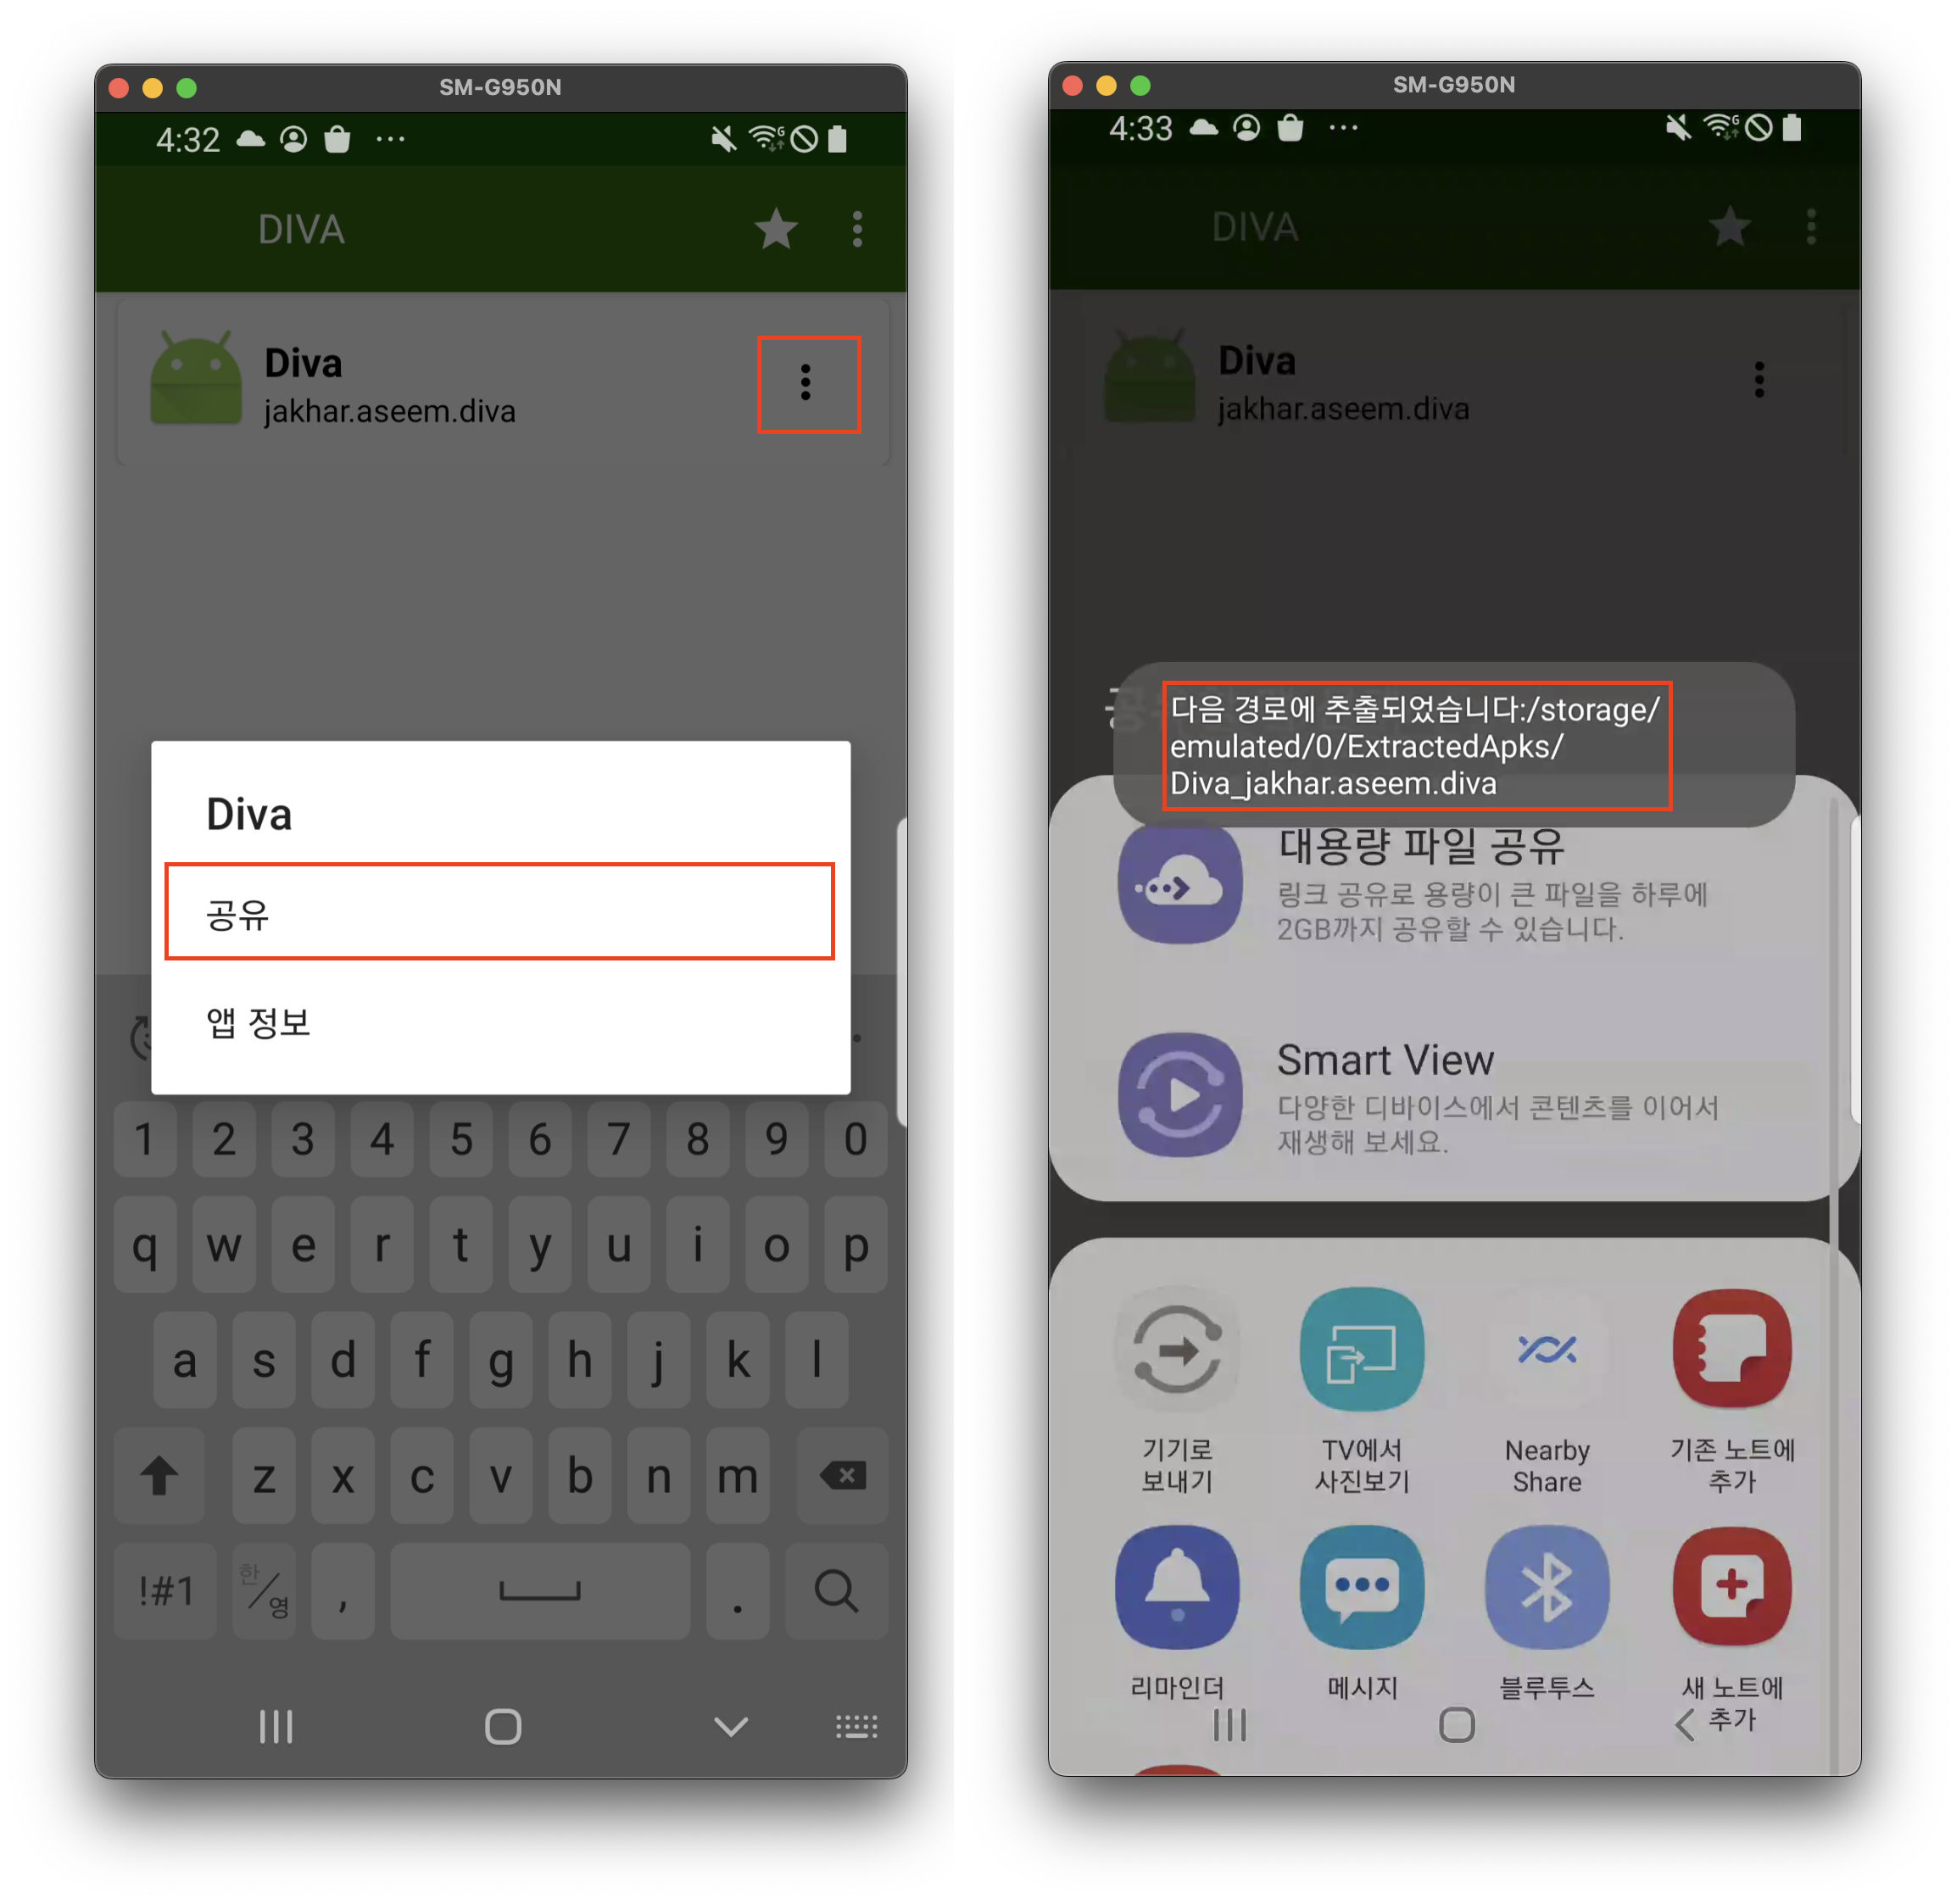 SM-G950N
4:32
DIVA
Diva
jakhar.aseem.diva
Diva
공유
앱 정보
1 2 3 4 5 6 7 8 9 0
q w e r t y u i o p
a s d f g h j k l
z x c v b n m
!#1 한/영 , .
SM-G950N
4:33
DIVA
Diva
jakhar.aseem.diva
다음 경로에 추출되었습니다:/storage/
emulated/0/ExtractedApks/
Diva_jakhar.aseem.diva
대용량 파일 공유
링크 공유로 용량이 큰 파일을 하루에
2GB까지 공유할 수 있습니다.
Smart View
다양한 디바이스에서 콘텐츠를 이어서
재생해 보세요.
기기로
보내기
TV에서
사진보기
Nearby
Share
기존 노트에
추가
리마인더
메시지
블루투스
새 노트에
추가